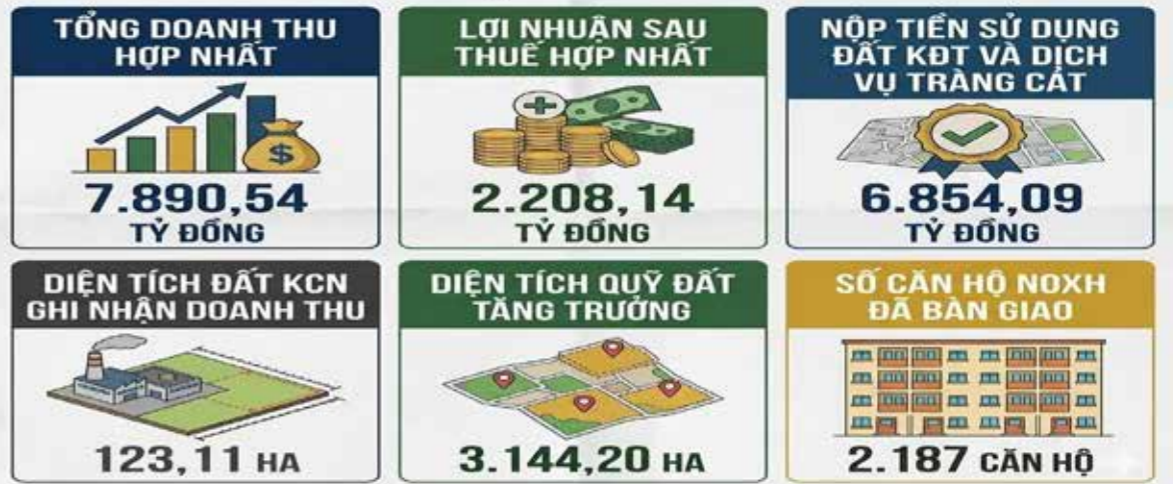 TỔNG DOANH THU
HỢP NHẤT
$
7.890,54
TỶ ĐỒNG
LỢI NHUẬN SAU
THUẾ HỢP NHẤT
2.208,14
TỶ ĐỒNG
NỘP TIỀN SỬ DỤNG
ĐẤT KĐT VÀ DỊCH
VỤ TRÀNG CÁT
6.854,09
TỶ ĐỒNG
DIỆN TÍCH ĐẤT KCN
GHI NHẬN DOANH THU
123,11 HA
DIỆN TÍCH QUỸ ĐẤT
TĂNG TRƯỞNG
3.144,20 HA
SỐ CĂN HỘ NOXH
ĐÃ BÀN GIAO
2.187 CĂN HỘ